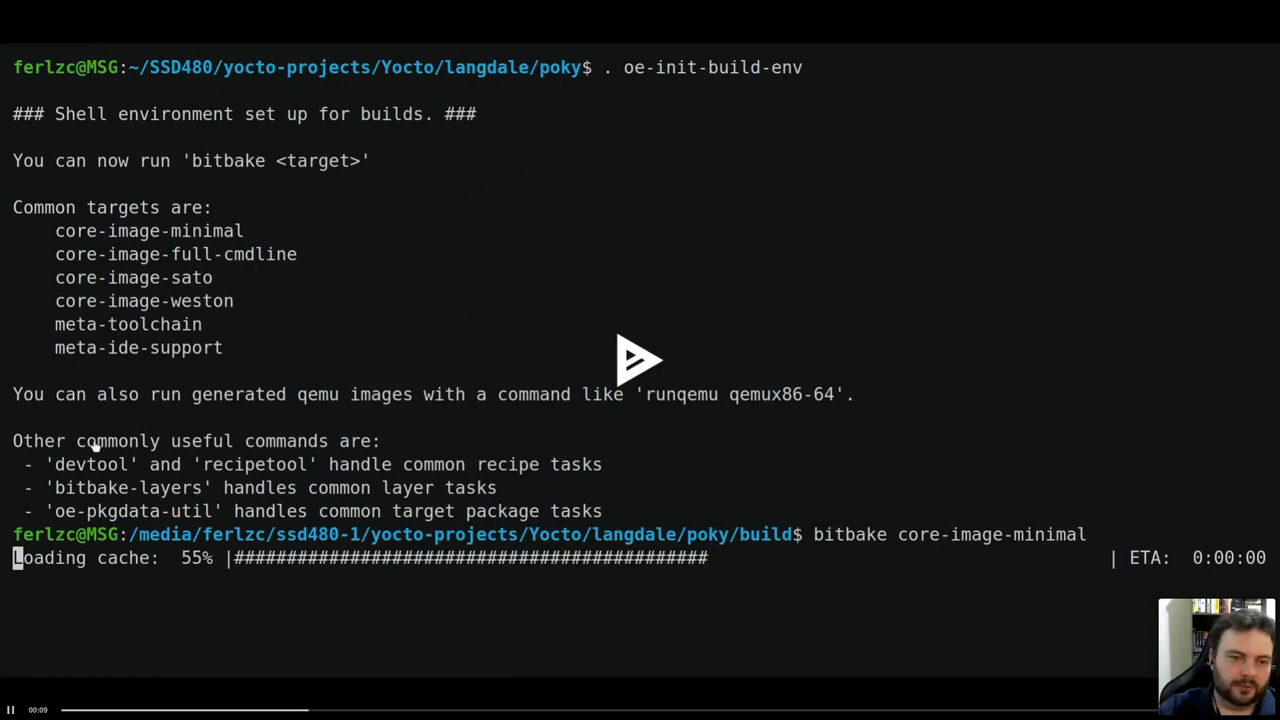 ferlzc@MSG:~/SSD480/yocto-projects/Yocto/langdale/poky$ . oe-init-build-env
### Shell environment set up for builds. ###
You can now run 'bitbake <target>'
Common targets are:
core-image-minimal
core-image-full-cmdline
core-image-sato
core-image-weston
meta-toolchain
meta-ide-support
You can also run generated qemu images with a command like 'runqemu qemux86-64'.
Other commonly useful commands are:
- 'devtool' and 'recipetool' handle common recipe tasks
- 'bitbake-layers' handles common layer tasks
- 'oe-pkgdata-util' handles common target package tasks
ferlzc@MSG:/media/ferlzc/ssd480-1/yocto-projects/Yocto/langdale/poky/build$ bitbake core-image-minimal
Loading cache: 55% |############################################# | ETA: 0:00:00
00:09